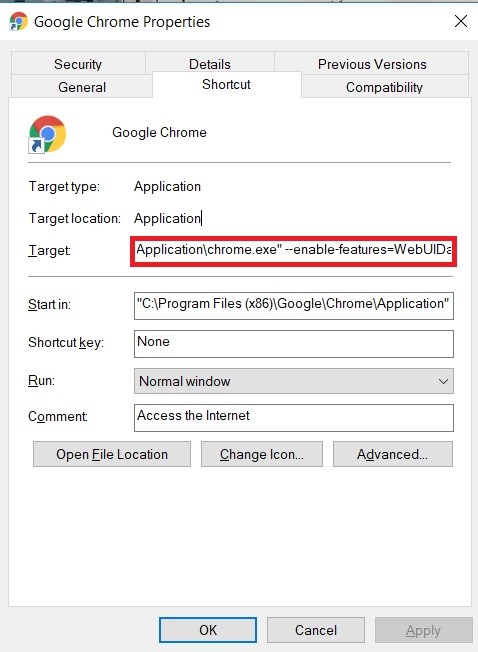 Google Chrome Properties
Security Details Previous Versions
General Shortcut Compatibility
Google Chrome
Target type: Application
Target location: Application
Target: Application\chrome.exe" --enable-features=WebUIDa
Start in: "C:\Program Files (x86)\Google\Chrome\Application"
Shortcut key: None
Run: Normal window
Comment: Access the Internet
Open File Location Change Icon... Advanced...
OK Cancel Apply